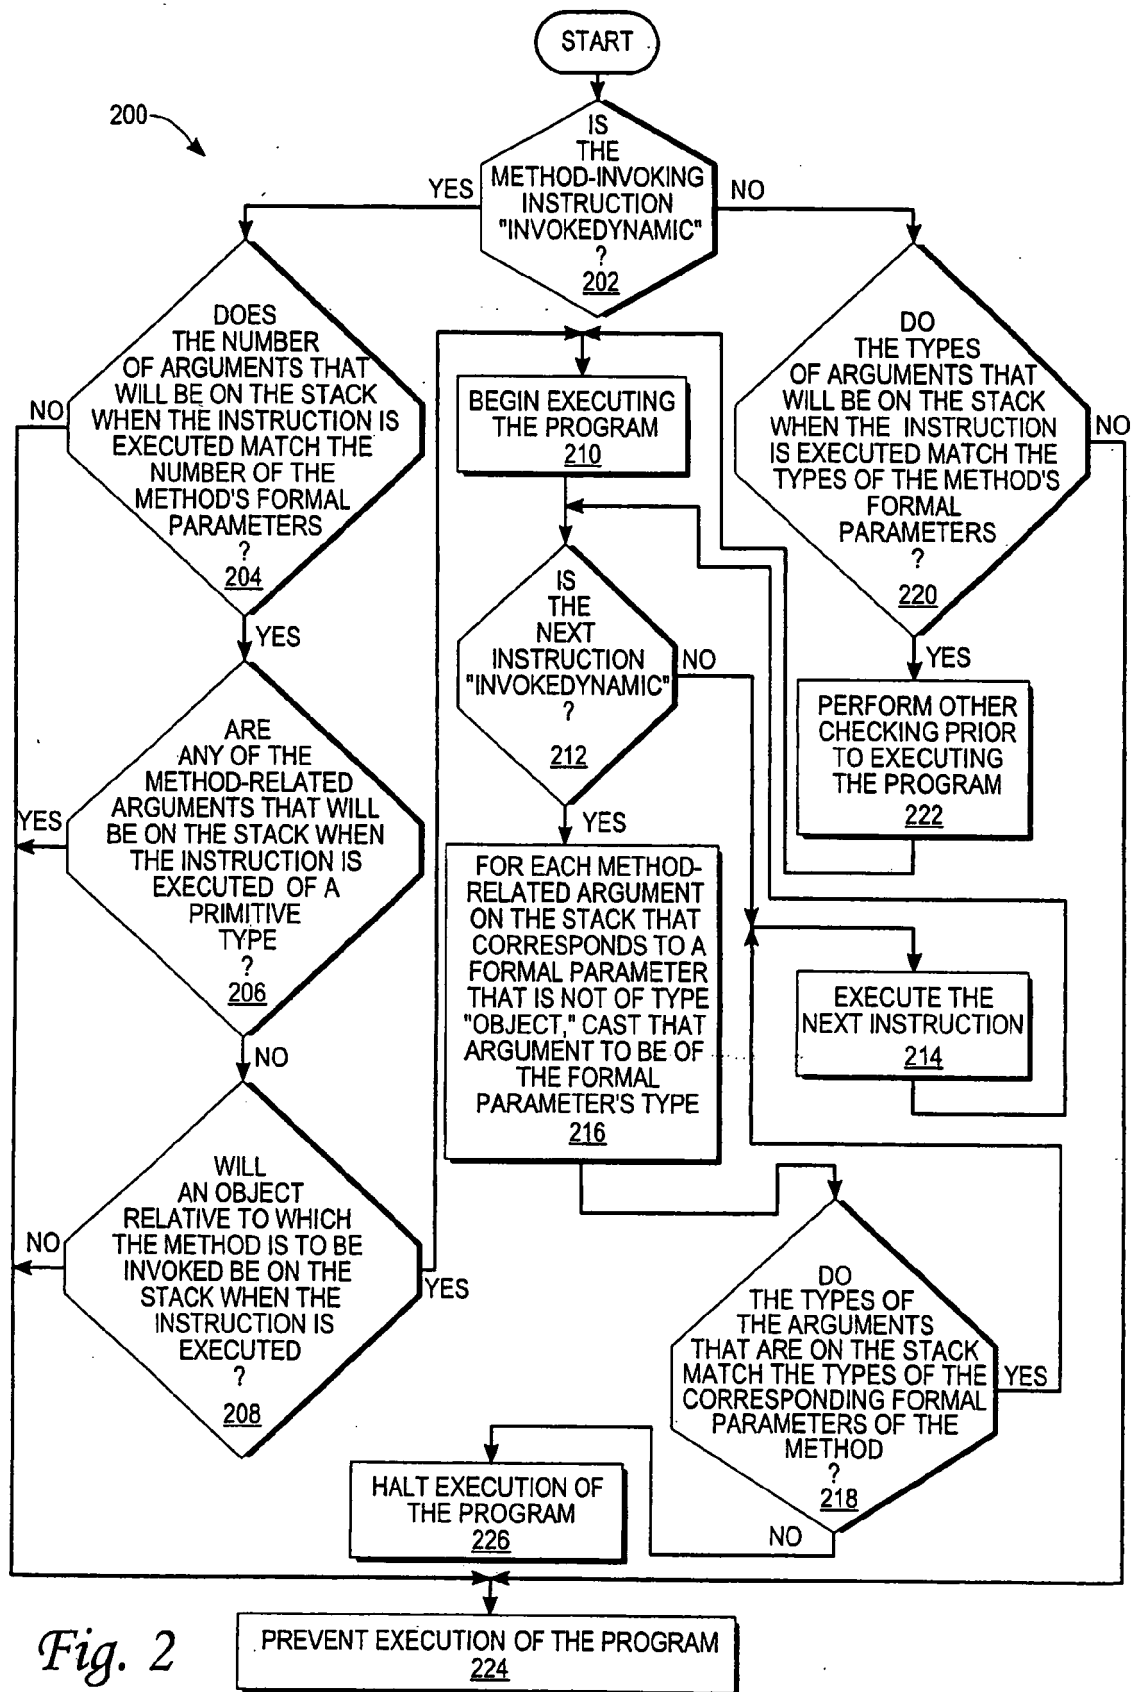 START
200
IS
THE
METHOD-INVOKING
INSTRUCTION
"INVOKEDYNAMIC"
?
202
YES
NO
DOES
THE NUMBER
OF ARGUMENTS THAT
WILL BE ON THE STACK
WHEN THE INSTRUCTION IS
EXECUTED MATCH THE
NUMBER OF THE
METHOD'S FORMAL
PARAMETERS
?
204
NO
YES
BEGIN EXECUTING
THE PROGRAM
210
DO
THE TYPES
OF ARGUMENTS THAT
WILL BE ON THE STACK
WHEN THE INSTRUCTION
IS EXECUTED MATCH THE
TYPES OF THE METHOD'S
FORMAL
PARAMETERS
?
220
NO
YES
IS
THE
NEXT
INSTRUCTION
"INVOKEDYNAMIC"
?
212
NO
YES
PERFORM OTHER
CHECKING PRIOR
TO EXECUTING
THE PROGRAM
222
ARE
ANY OF THE
METHOD-RELATED
ARGUMENTS THAT WILL
BE ON THE STACK WHEN
THE INSTRUCTION IS
EXECUTED OF A
PRIMITIVE
TYPE
?
206
YES
NO
FOR EACH METHOD-
RELATED ARGUMENT
ON THE STACK THAT
CORRESPONDS TO A
FORMAL PARAMETER
THAT IS NOT OF TYPE
"OBJECT," CAST THAT
ARGUMENT TO BE OF
THE FORMAL
PARAMETER'S TYPE
216
EXECUTE THE
NEXT INSTRUCTION
214
WILL
AN OBJECT
RELATIVE TO WHICH
THE METHOD IS TO BE
INVOKED BE ON THE
STACK WHEN THE
INSTRUCTION IS
EXECUTED
?
208
NO
YES
DO
THE TYPES OF
THE ARGUMENTS
THAT ARE ON THE STACK
MATCH THE TYPES OF THE
CORRESPONDING FORMAL
PARAMETERS OF THE
METHOD
?
218
YES
NO
HALT EXECUTION OF
THE PROGRAM
226
PREVENT EXECUTION OF THE PROGRAM
224
Fig. 2